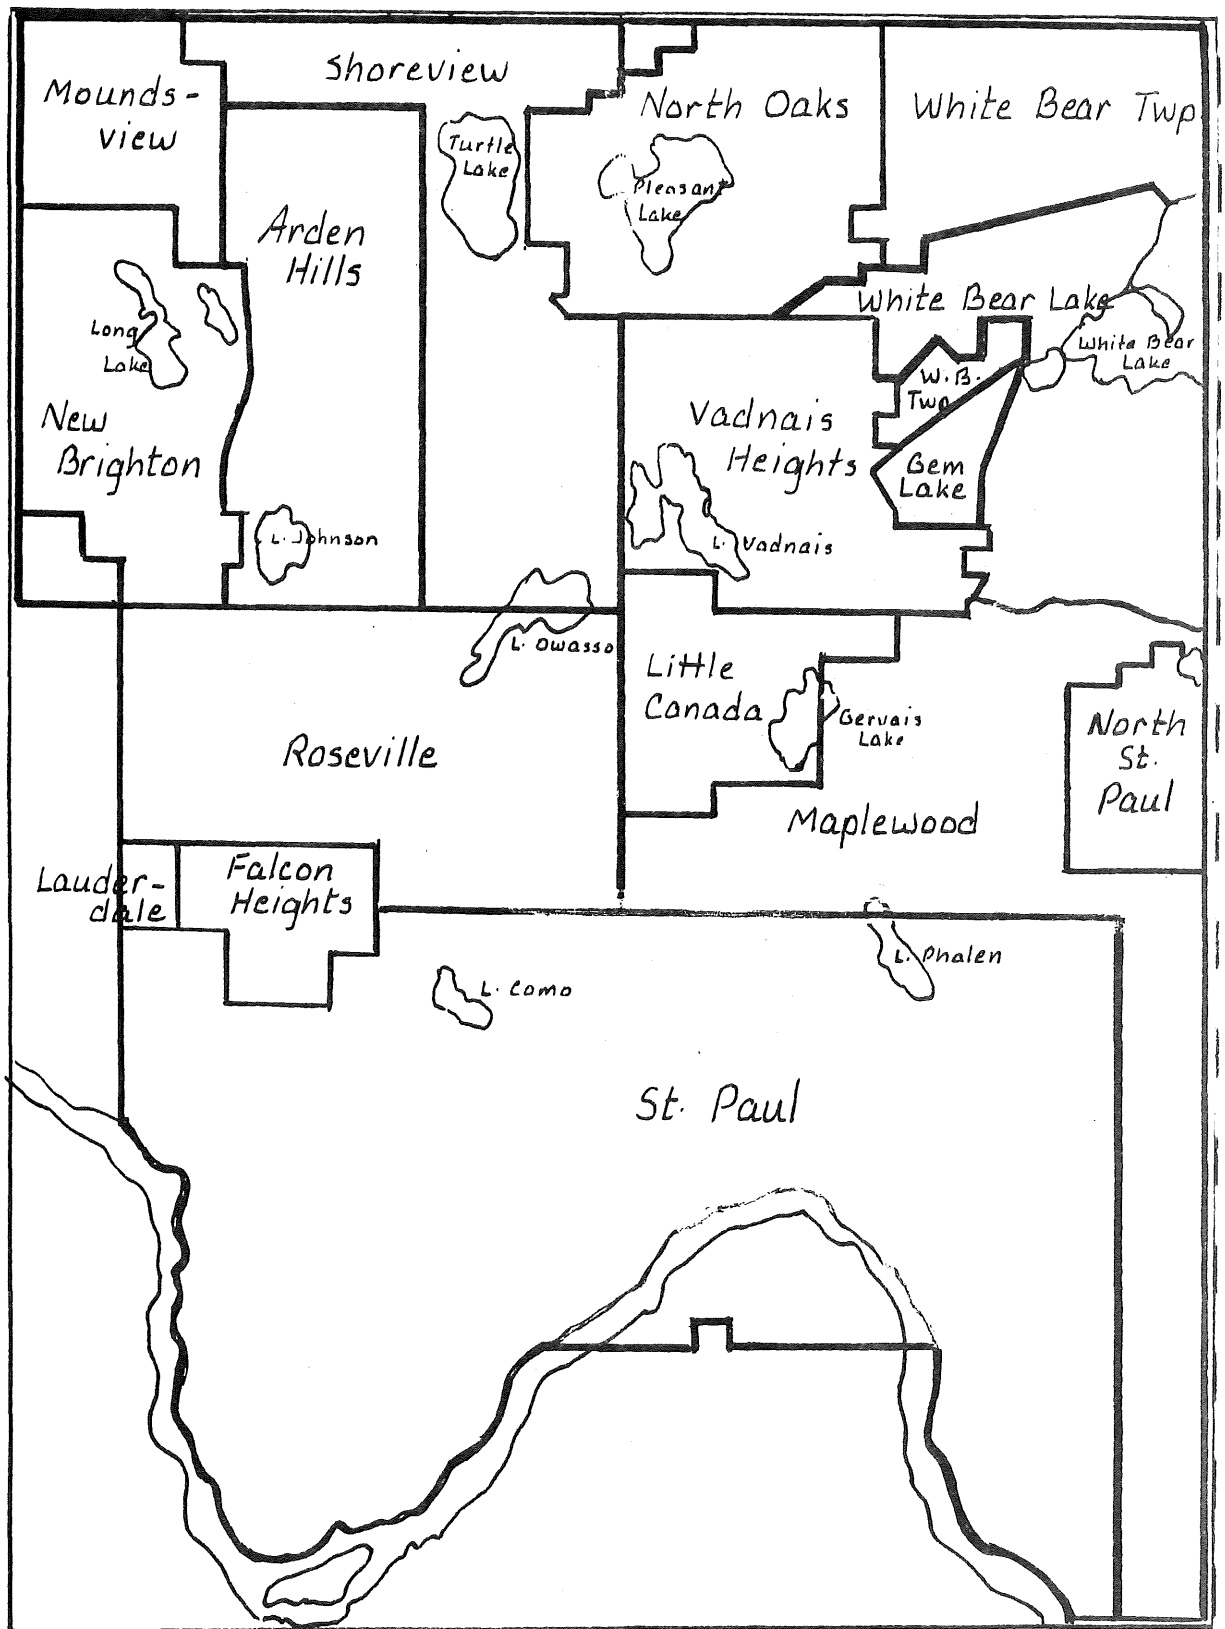 Shoreview
Mounds-
view
North Oaks
White Bear Twp
Turtle
Lake
Pleasant
Lake
Arden
Hills
White Bear Lake
Long
Lake
White Bear
Lake
W. B.
Twp
New
Brighton
Vadnais
Heights
Gem
Lake
L. Johnson
L. Vadnais
L. Owasso
Little
Canada
Gervais
Lake
North
St.
Paul
Roseville
Maplewood
Lauder-
dale
Falcon
Heights
L. Phalen
L. Como
St. Paul